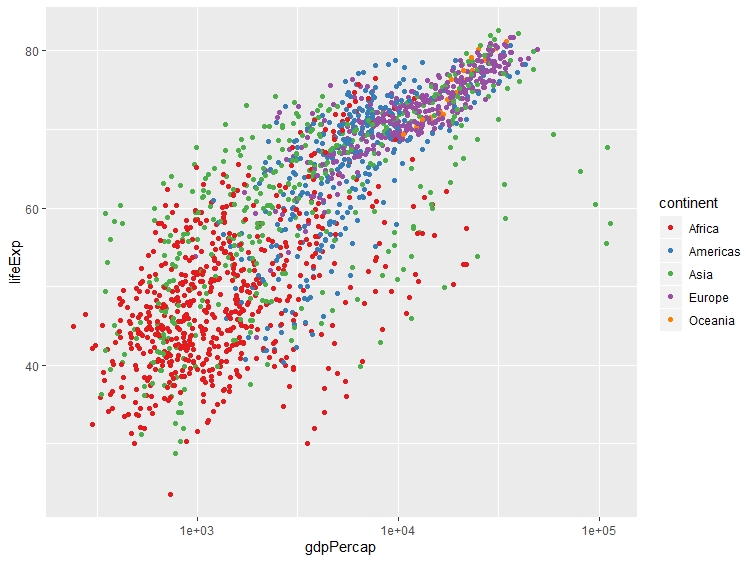 80
60
40
lifeExp
1e+03
1e+04
1e+05
gdpPercap
continent
Africa
Americas
Asia
Europe
Oceania